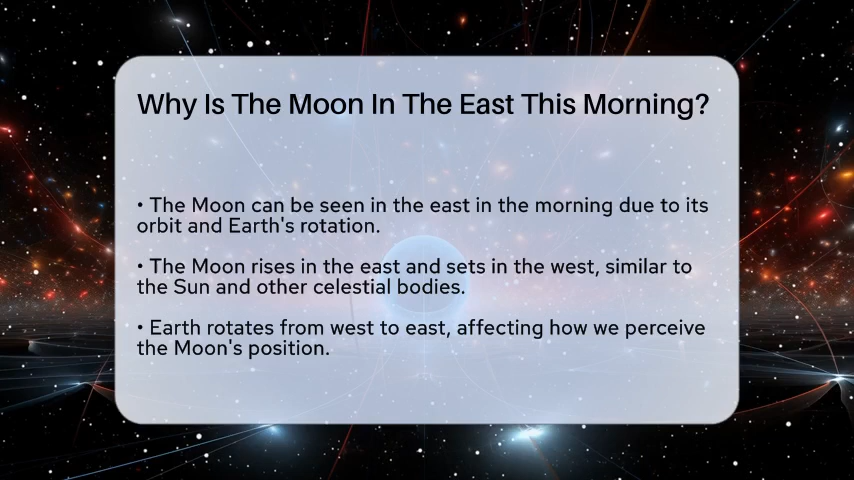 Why Is The Moon In The East This Morning?
• The Moon can be seen in the east in the morning due to its
orbit and Earth's rotation.
• The Moon rises in the east and sets in the west, similar to
the Sun and other celestial bodies.
• Earth rotates from west to east, affecting how we perceive
the Moon's position.